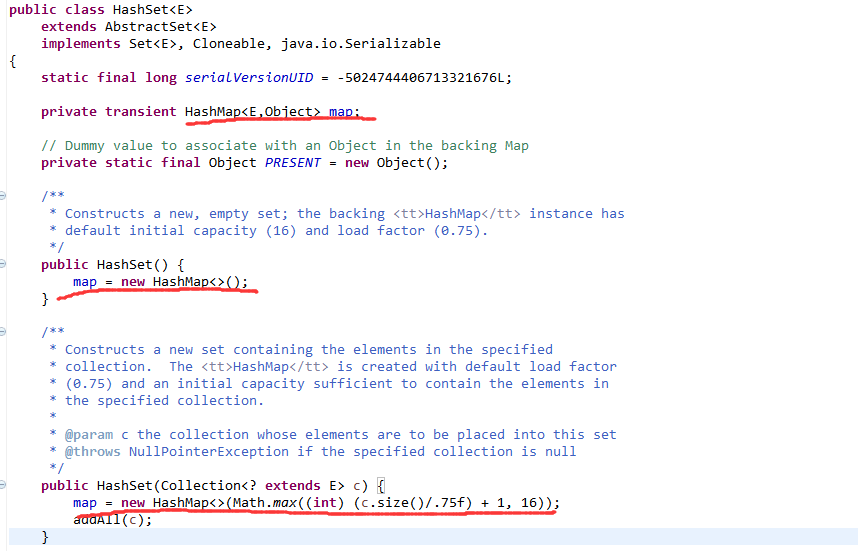 public class HashSet<E>
    extends AbstractSet<E>
    implements Set<E>, Cloneable, java.io.Serializable
{
    static final long serialVersionUID = -5024744406713321676L;
    private transient HashMap<E,Object> map;
    // Dummy value to associate with an Object in the backing Map
    private static final Object PRESENT = new Object();
    /**
     * Constructs a new, empty set; the backing <tt>HashMap</tt> instance has
     * default initial capacity (16) and load factor (0.75).
     */
    public HashSet() {
        map = new HashMap<>();
    }
    /**
     * Constructs a new set containing the elements in the specified
     * collection.  The <tt>HashMap</tt> is created with default load factor
     * (0.75) and an initial capacity sufficient to contain the elements in
     * the specified collection.
     *
     * @param c the collection whose elements are to be placed into this set
     * @throws NullPointerException if the specified collection is null
     */
    public HashSet(Collection<? extends E> c) {
        map = new HashMap<>(Math.max((int) (c.size()/.75f) + 1, 16));
        addAll(c);
    }